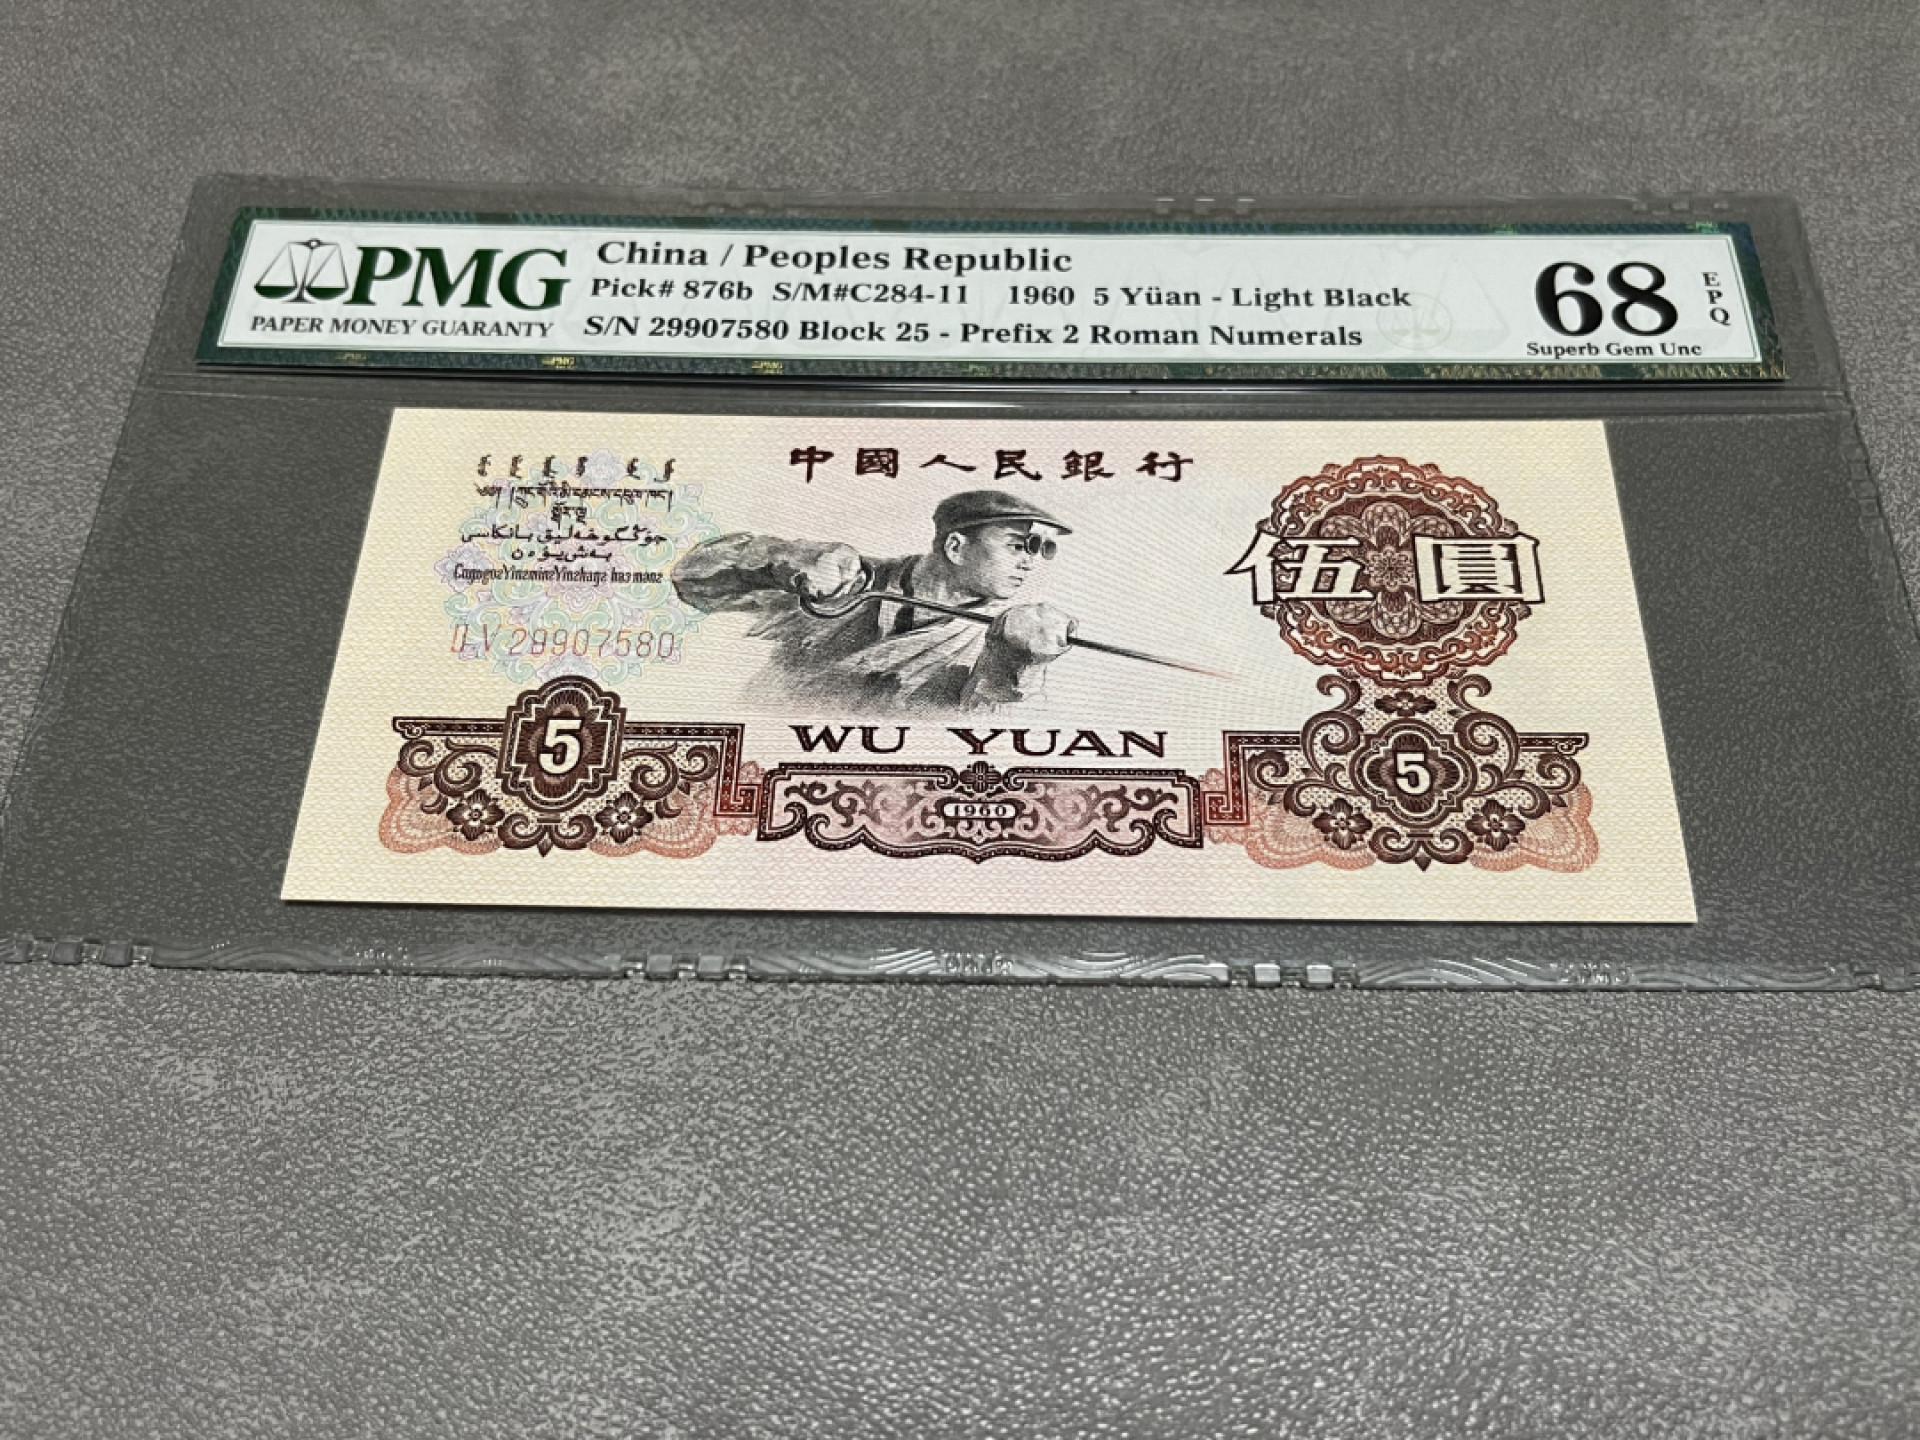 PMG
PAPER MONEY GUARANTY
China / Peoples Republic
Pick# 876b S/M#C284-11 1960 5 Yüan - Light Black
S/N 29907580 Block 25 - Prefix 2 Roman Numerals
68
EPQ
Superb Gem Unc
中國人民銀行
伍圓
29907580
WU YUAN
5
1960
5